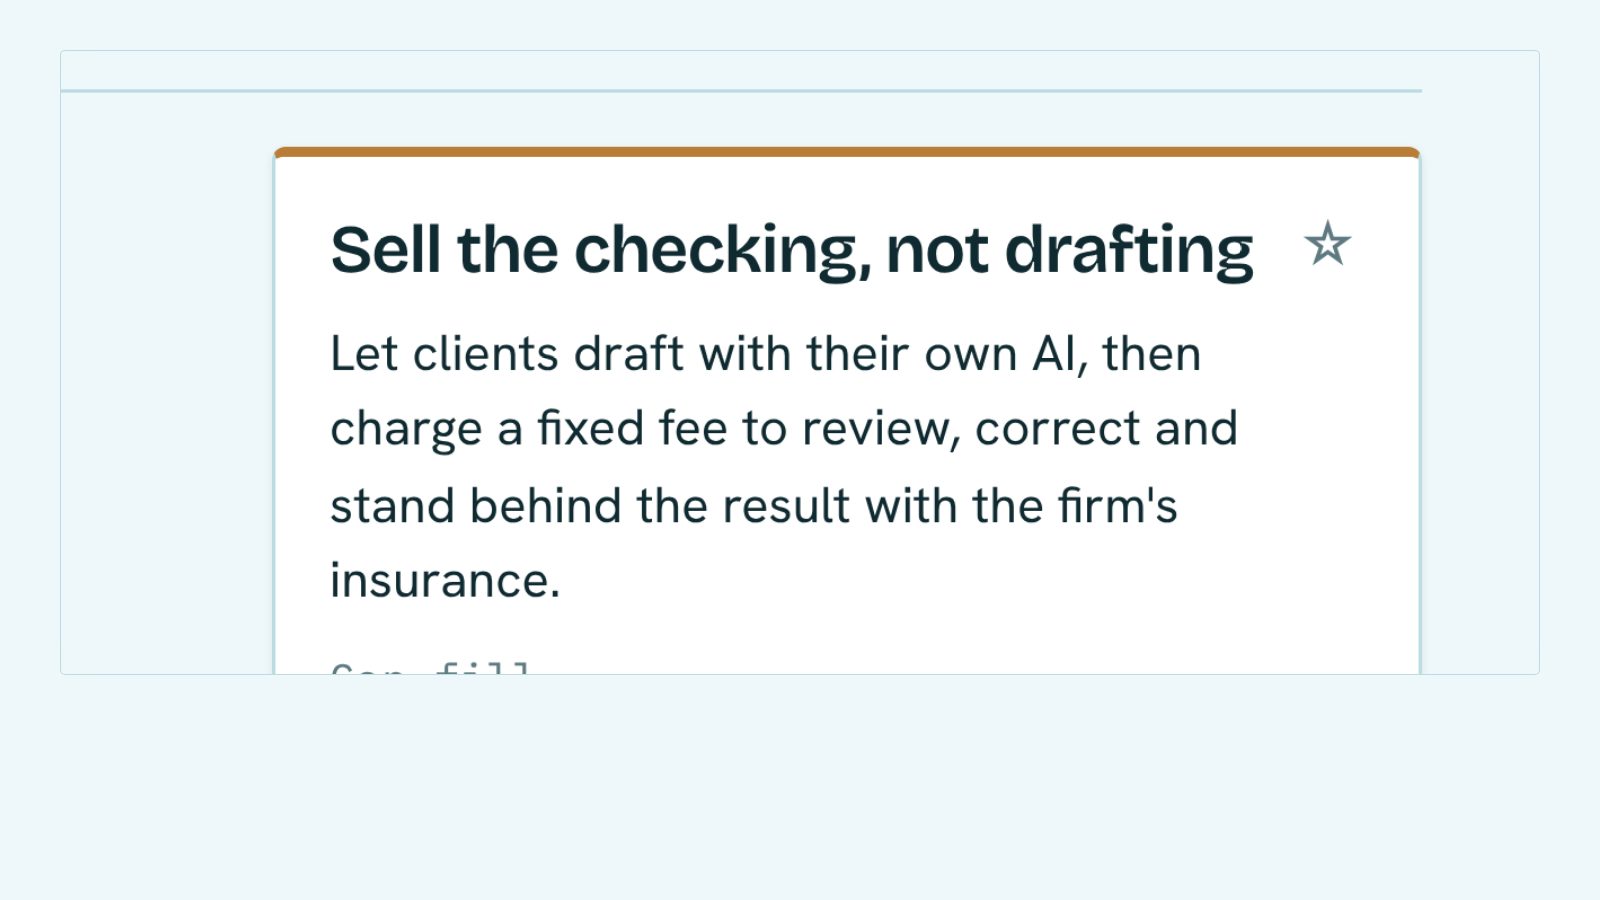 Sell the checking, not drafting
Let clients draft with their own AI, then
charge a fixed fee to review, correct and
stand behind the result with the firm's
insurance.